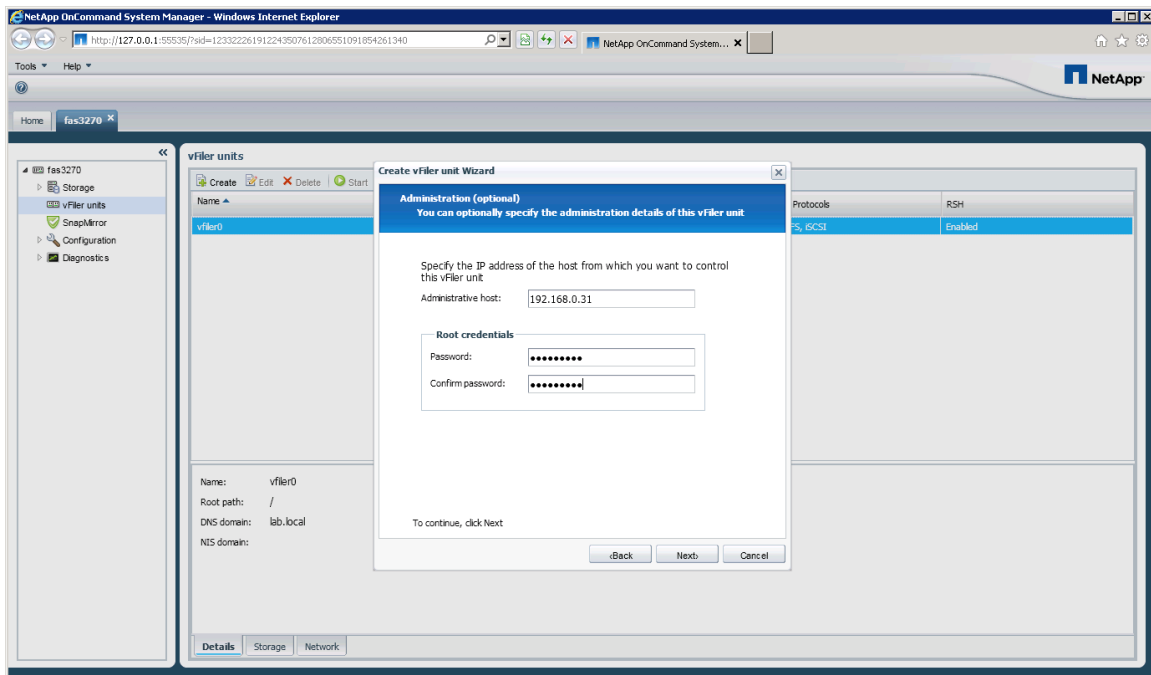 NetApp OnCommand System Manager - Windows Internet Explorer
http://127.0.0.1:55535/?sid=12332226191224350761280655109185426​1340
NetApp OnCommand System...
Tools Help
NetApp
Home fas3270
vFiler units
fas3270
Storage
vFiler units
SnapMirror
Configuration
Diagnostics
Create Edit Delete Start
Name Protocols RSH
vfiler0 FS, iSCSI Enabled
Create vFiler unit Wizard
Administration (optional)
You can optionally specify the administration details of this vFiler unit
Specify the IP address of the host from which you want to control
this vFiler unit
Administrative host: 192.168.0.31
Root credentials
Password: •••••••••
Confirm password: •••••••••
To continue, click Next
‹Back Next› Cancel
Name: vfiler0
Root path: /
DNS domain: lab.local
NIS domain:
Details Storage Network